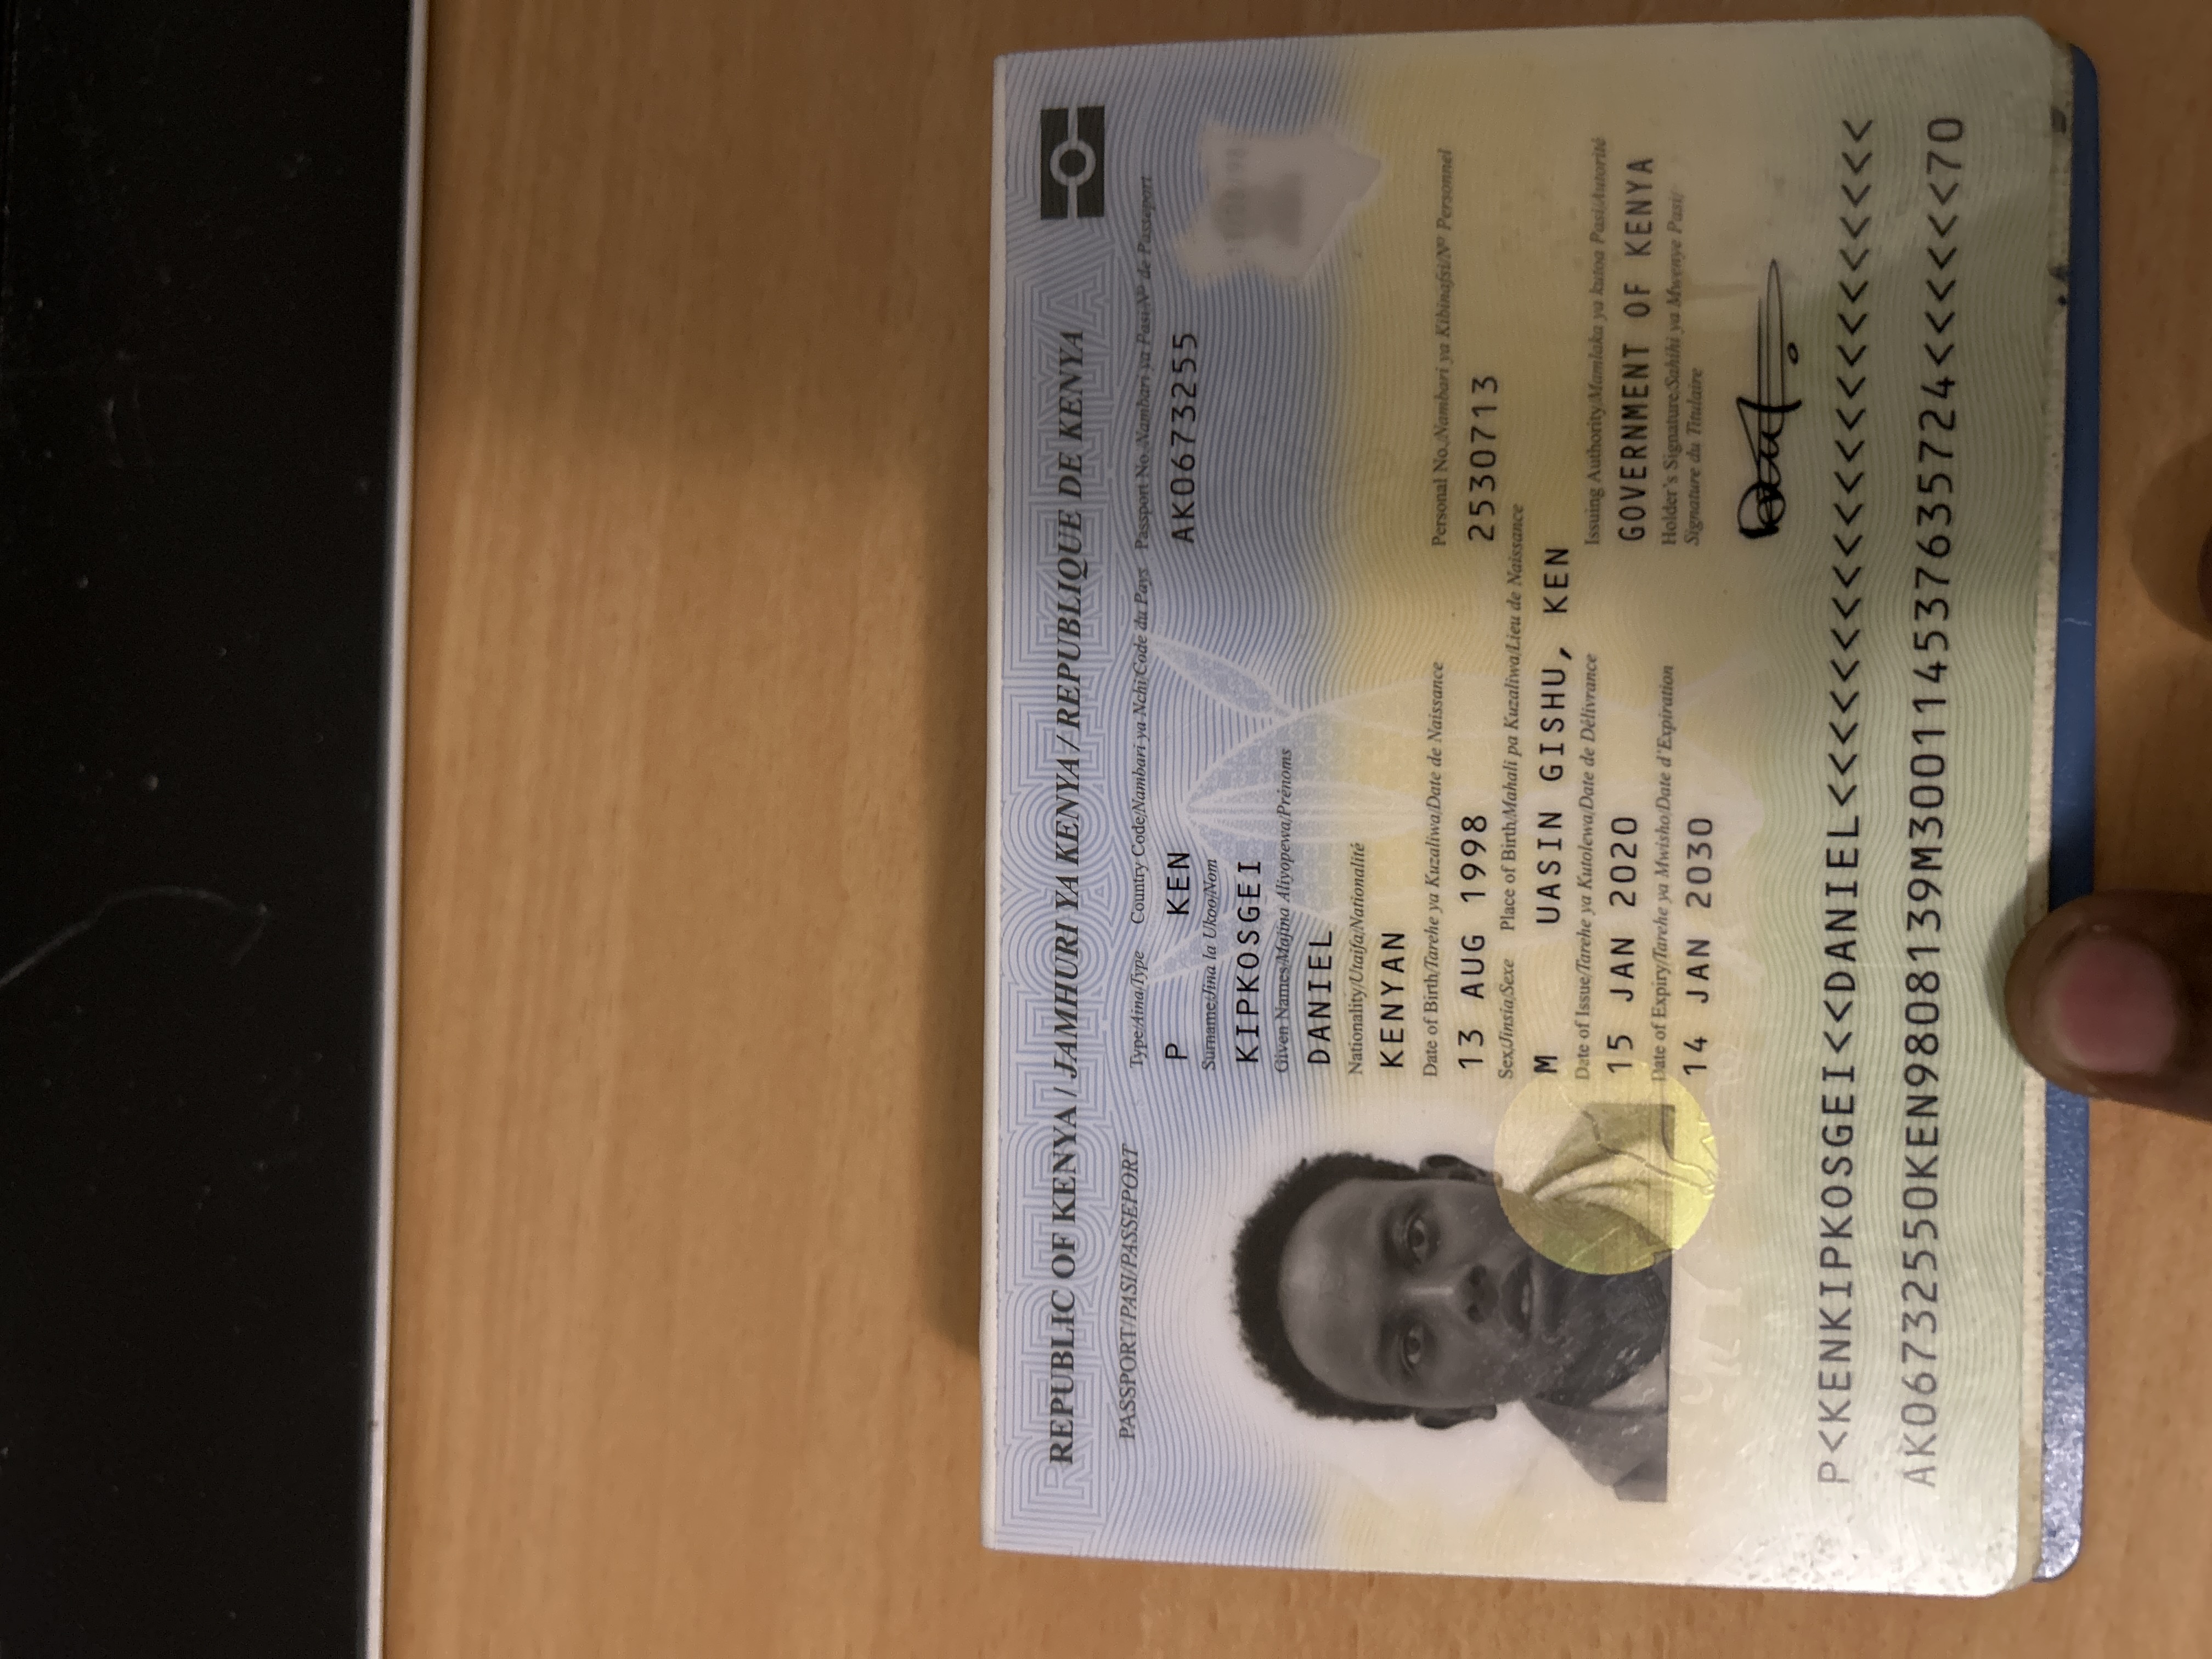 REPUBLIC OF KENYA / JAMHURI YA KENYA / REPUBLIQUE DE KENYA
PASSPORT/PASI/PASSEPORT
Type/Aina/Type Country Code/Nambari ya Nchi/Code du Pays Passport No./Nambari ya Pasi/Nº de Passeport
P KEN AK0673255
Surname/Jina la Ukoo/Nom
KIPKOSGEI
Given Names/Majina Aliyopewa/Prénoms
DANIEL
Nationality/Utaifa/Nationalité
KENYAN
Date of Birth/Tarehe ya Kuzaliwa/Date de Naissance Personal No./Nambari ya Kibinafsi/Nº Personnel
13 AUG 1998 2530713
Sex/Jinsia/Sexe Place of Birth/Mahali pa Kuzaliwa/Lieu de Naissance
M UASIN GISHU, KEN
Date of Issue/Tarehe ya Kutolewa/Date de Délivrance Issuing Authority/Mamlaka ya kutoa Pasi/Autorité
15 JAN 2020 GOVERNMENT OF KENYA
Date of Expiry/Tarehe ya Mwisho/Date d'Expiration Holder's Signature/Sahihi ya Mwenye Pasi/
Signature du Titulaire
14 JAN 2030
P<KENKIPKOSGEI<<DANIEL<<<<<<<<<<<<<<<<<<<<<<
AK06732550KEN9808139M300114537635724<<<<<<70